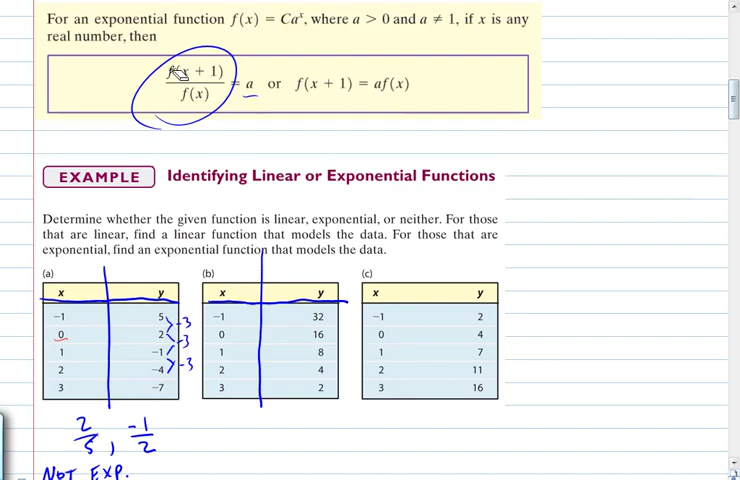 For an exponential function f(x) = Caˣ, where a > 0 and a ≠ 1, if x is any
real number, then
f(x + 1)
f(x)
= a or f(x + 1) = af(x)
EXAMPLE Identifying Linear or Exponential Functions
Determine whether the given function is linear, exponential, or neither. For those
that are linear, find a linear function that models the data. For those that are
exponential, find an exponential function that models the data.
(a) (b) (c)
x y x y x y
−1 5 −1 32 −1 2
0 2 0 16 0 4
1 −1 1 8 1 7
2 −4 2 4 2 11
3 −7 3 2 3 16
-3
-3
-3
2/5, -1/2
NOT EXP.